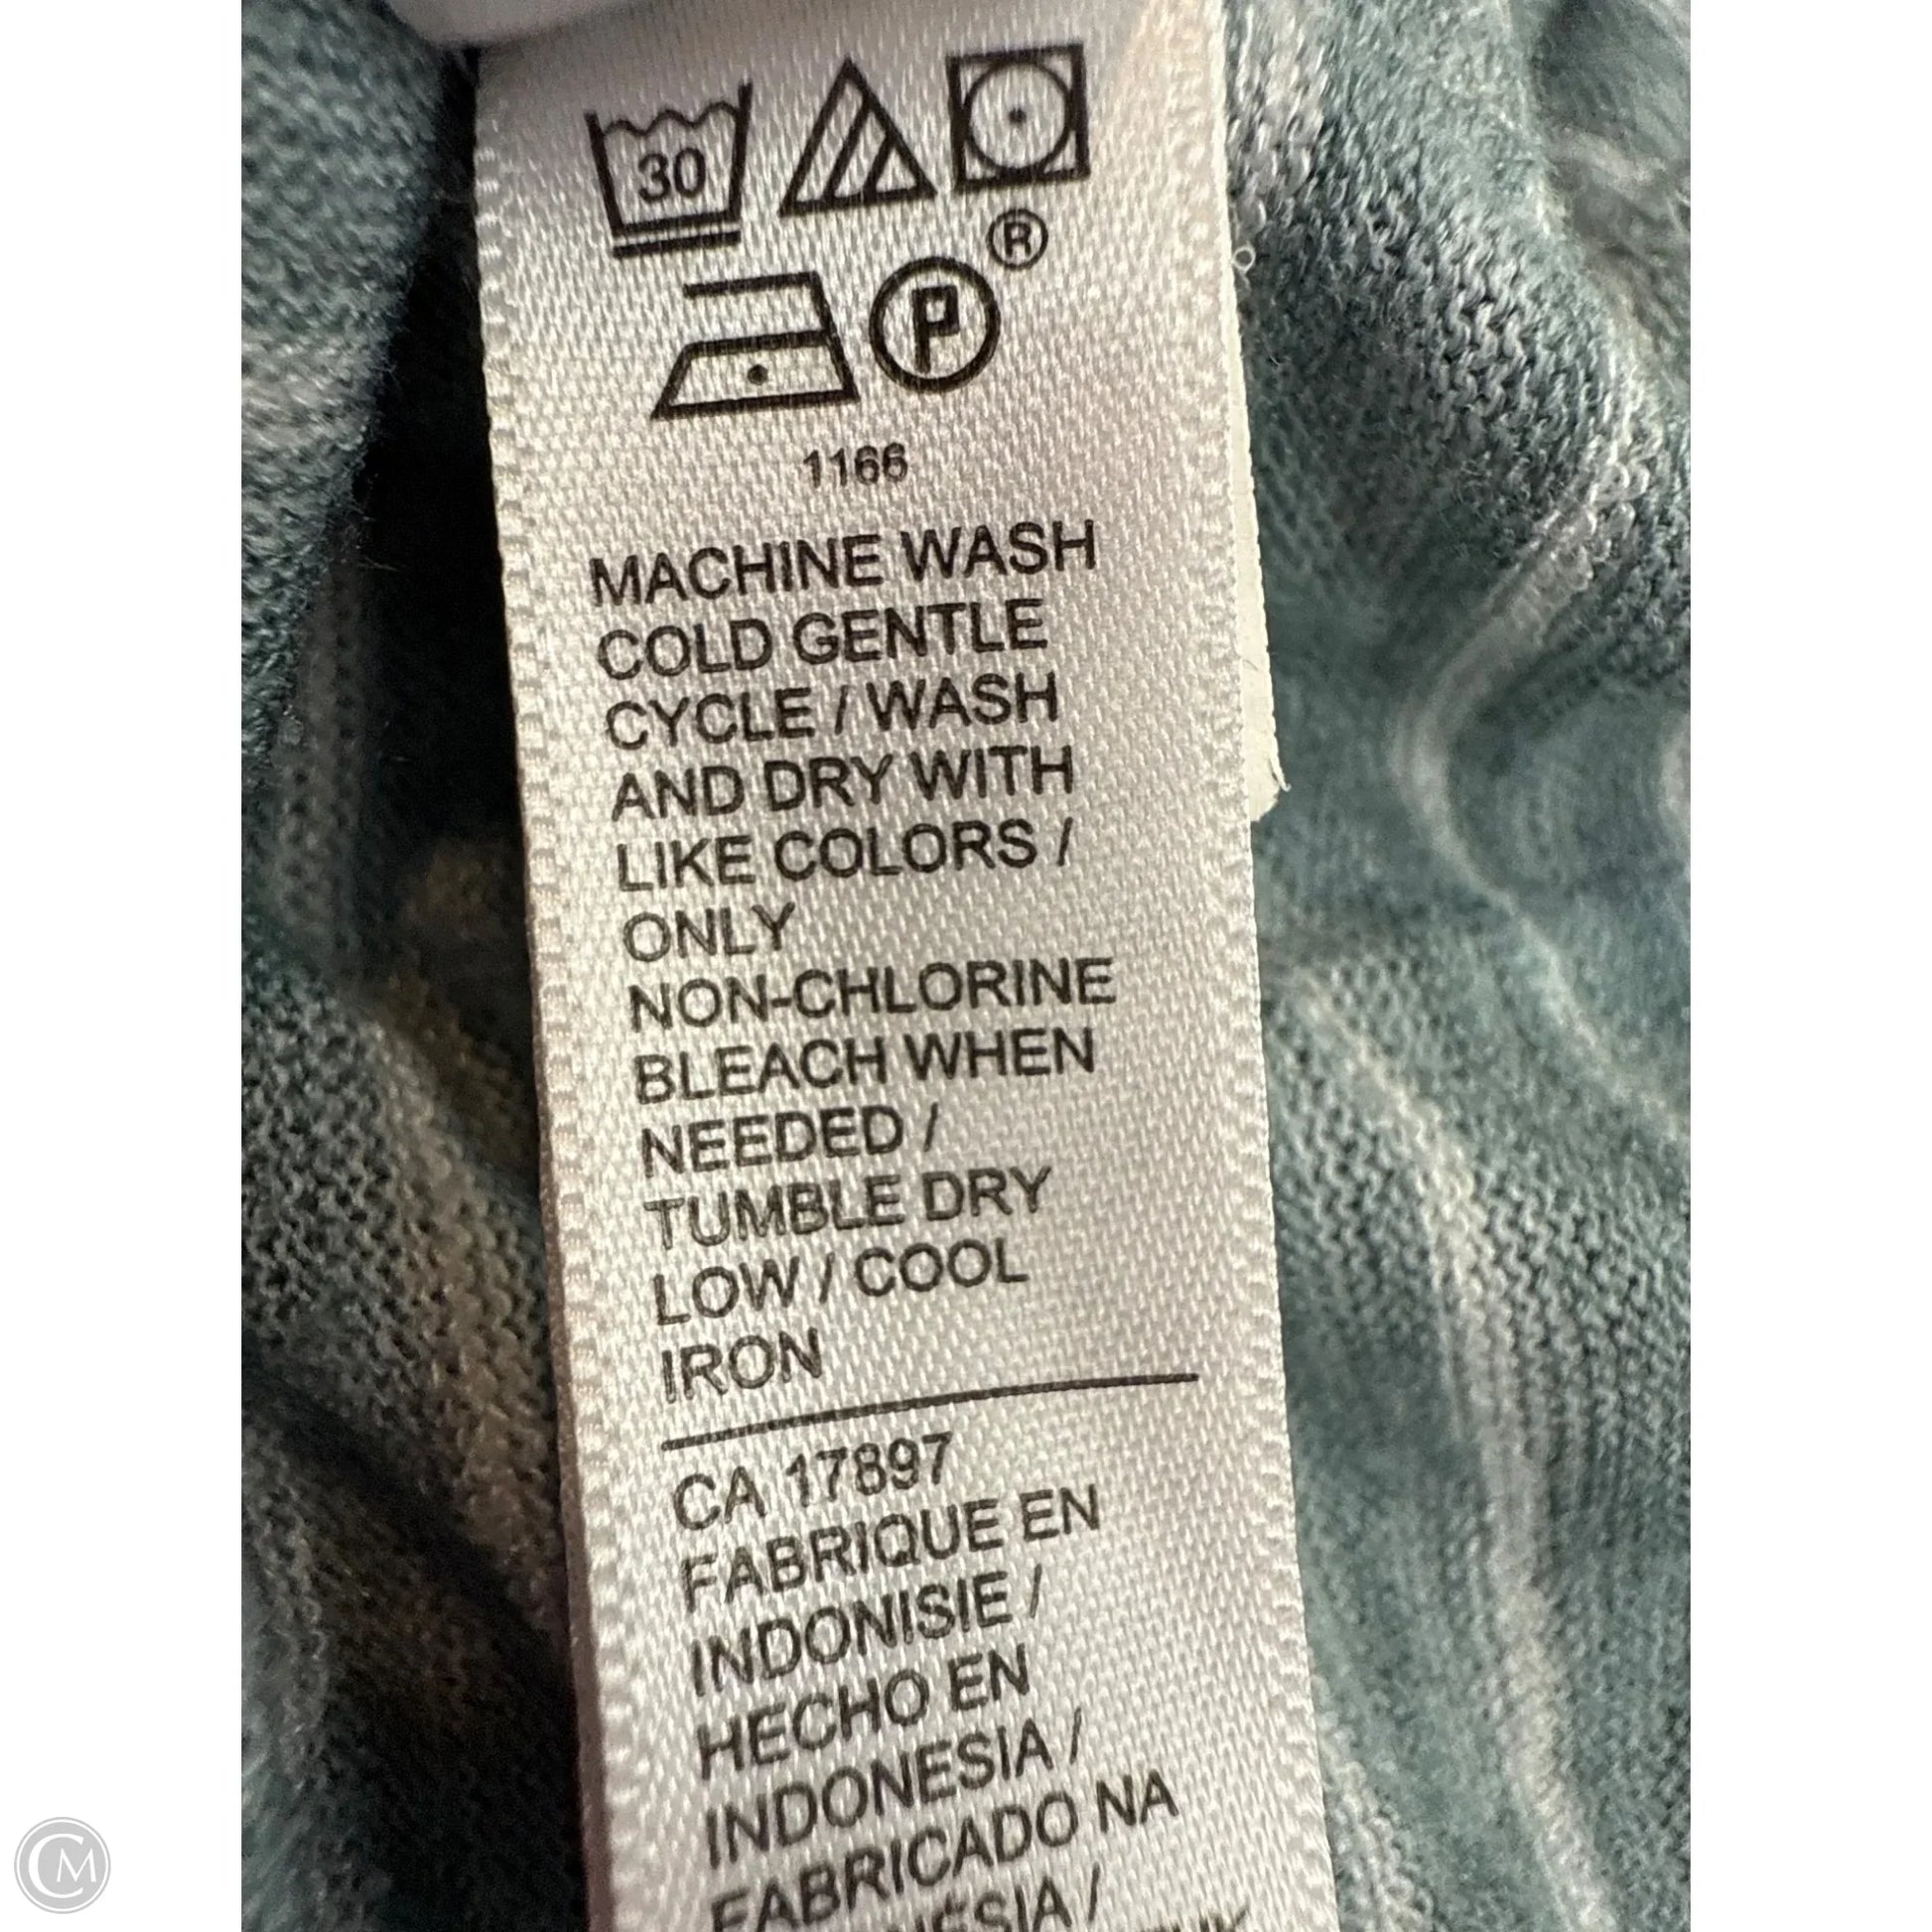 30
®
P
1166
MACHINE WASH
COLD GENTLE
CYCLE / WASH
AND DRY WITH
LIKE COLORS /
ONLY
NON-CHLORINE
BLEACH WHEN
NEEDED /
TUMBLE DRY
LOW / COOL
IRON
CA 17897
FABRIQUE EN
INDONISIE /
HECHO EN
INDONESIA /
FABRICADO NA
CM